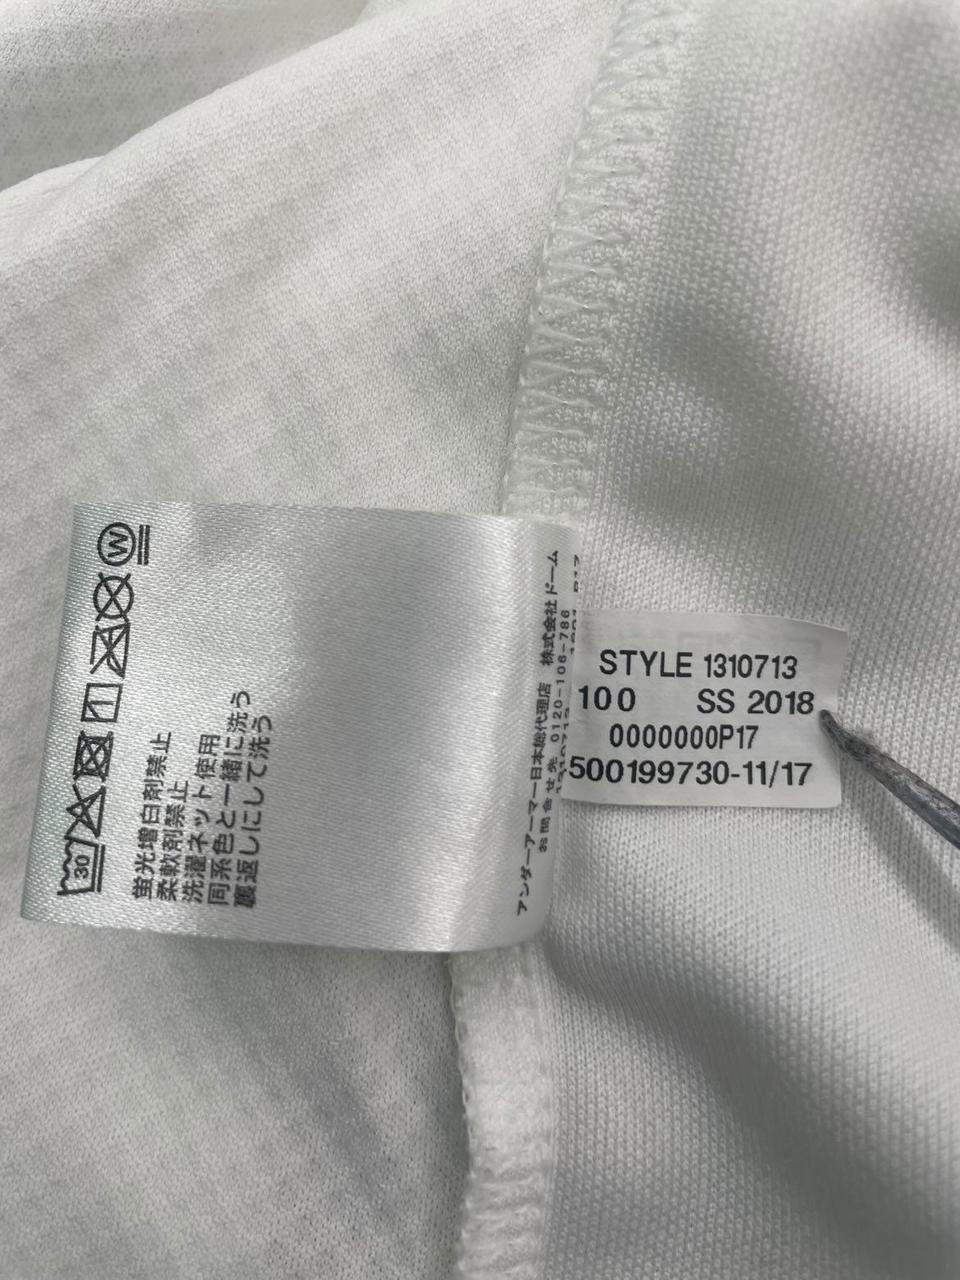 STYLE 1310713
100 SS 2018
0000000P17
500199730-11/17
30
W
蛍光増白剤禁止
柔軟剤禁止
洗濯ネット使用
同系色と一緒に洗う
裏返しにして洗う
アンダーアーマー日本総代理店 株式会社ドーム
お問合せ先 0120-106-786